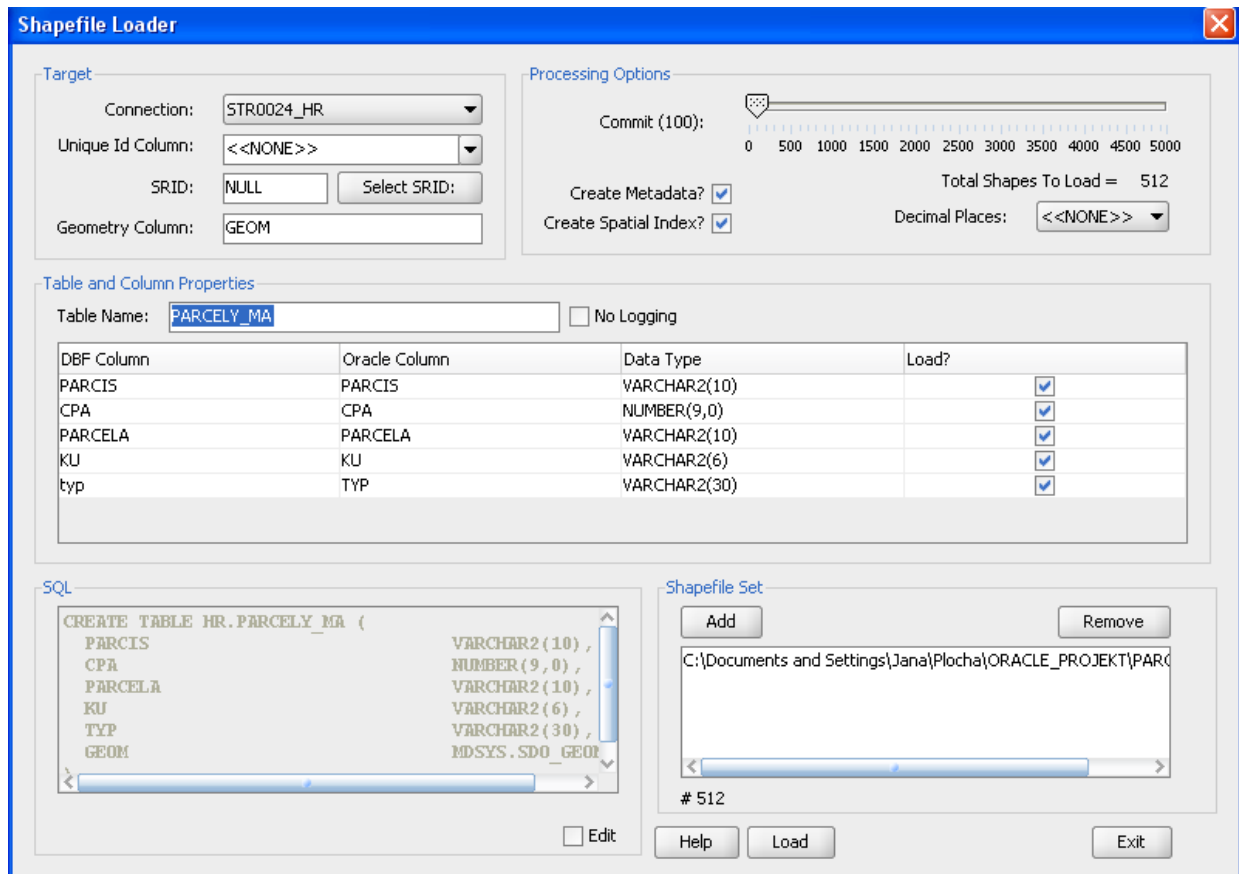 Shapefile Loader
Target
Connection: STR0024_HR
Unique Id Column: <<NONE>>
SRID: NULL Select SRID:
Geometry Column: GEOM
Processing Options
Commit (100):
0 500 1000 1500 2000 2500 3000 3500 4000 4500 5000
Create Metadata? Total Shapes To Load = 512
Create Spatial Index? Decimal Places: <<NONE>>
Table and Column Properties
Table Name: PARCELY_MA No Logging
DBF Column Oracle Column Data Type Load?
PARCIS PARCIS VARCHAR2(10)
CPA CPA NUMBER(9,0)
PARCELA PARCELA VARCHAR2(10)
KU KU VARCHAR2(6)
typ TYP VARCHAR2(30)
SQL
CREATE TABLE HR.PARCELY_MA (
PARCIS VARCHAR2(10),
CPA NUMBER(9,0),
PARCELA VARCHAR2(10),
KU VARCHAR2(6),
TYP VARCHAR2(30),
GEOM MDSYS.SDO_GEO
Edit
Shapefile Set
Add Remove
C:\Documents and Settings\Jana\Plocha\ORACLE_PROJEKT\PARC
# 512
Help Load Exit